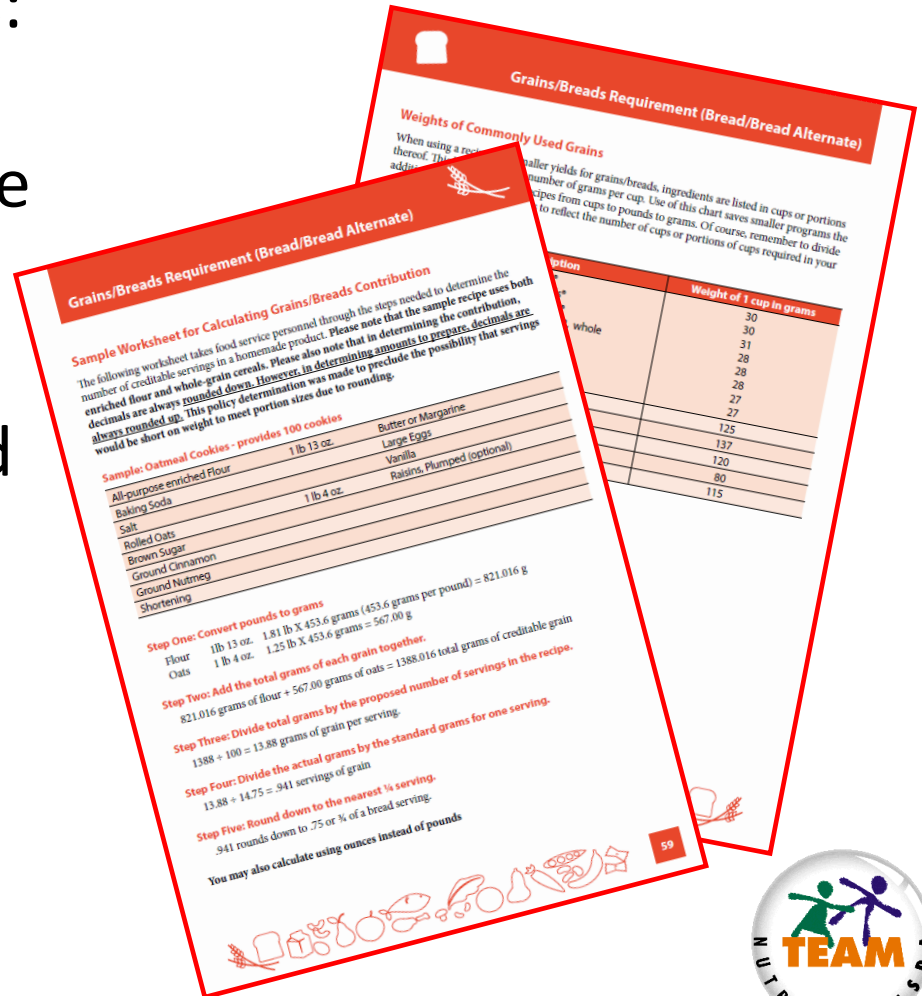 :
e
d
Grains/Breads Requirement (Bread/Bread Alternate)
Weights of Commonly Used Grains
When using a smaller yields for grains/breads, ingredients are listed in cups or portions
thereof. number of grams per cup. Use of this chart saves smaller programs the
from cups to pounds to grams. Of course, remember to divide
to reflect the number of cups or portions of cups required in your
Weight of 1 cup in grams
30
30
whole 31
28
28
28
27
27
125
137
120
80
115
Grains/Breads Requirement (Bread/Bread Alternate)
Sample Worksheet for Calculating Grains/Breads Contribution
The following worksheet takes food service personnel through the steps needed to determine the
number of creditable servings in a homemade product. Please note that the sample recipe uses both
enriched flour and whole-grain cereals. Please also note that in determining the contribution,
decimals are always rounded down. However, in determining amounts to prepare, decimals are
always rounded up. This policy determination was made to preclude the possibility that servings
would be short on weight to meet portion sizes due to rounding.
Sample: Oatmeal Cookies - provides 100 cookies
All-purpose enriched Flour 1 lb 13 oz. Butter or Margarine
Baking Soda Large Eggs
Salt Vanilla
Rolled Oats 1 lb 4 oz. Raisins, Plumped (optional)
Brown Sugar
Ground Cinnamon
Ground Nutmeg
Shortening
Step One: Convert pounds to grams
Flour 1lb 13 oz. 1.81 lb X 453.6 grams (453.6 grams per pound) = 821.016 g
Oats 1 lb 4 oz. 1.25 lb X 453.6 grams = 567.00 g
Step Two: Add the total grams of each grain together.
821.016 grams of flour + 567.00 grams of oats = 1388.016 total grams of creditable grain
Step Three: Divide total grams by the proposed number of servings in the recipe.
1388 ÷ 100 = 13.88 grams of grain per serving.
Step Four: Divide the actual grams by the standard grams for one serving.
13.88 ÷ 14.75 = .941 servings of grain
Step Five: Round down to the nearest ¼ serving.
.941 rounds down to .75 or ¾ of a bread serving.
You may also calculate using ounces instead of pounds
59
TEAM